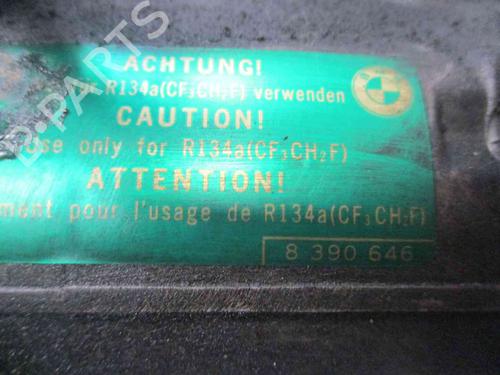 ACHTUNG!
R134a(CF₃CH₂F) verwenden
CAUTION!
Use only for R134a(CF₃CH₂F)
ATTENTION!
pour l'usage de R134a(CF₃CH₂F)
8 390 646
B-PARTS